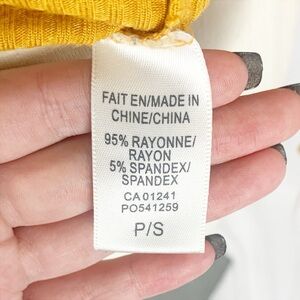 FAIT EN/MADE IN
CHINE/CHINA
95% RAYONNE/
RAYON
5% SPANDEX/
SPANDEX
CA 01241
PO541259
P/S